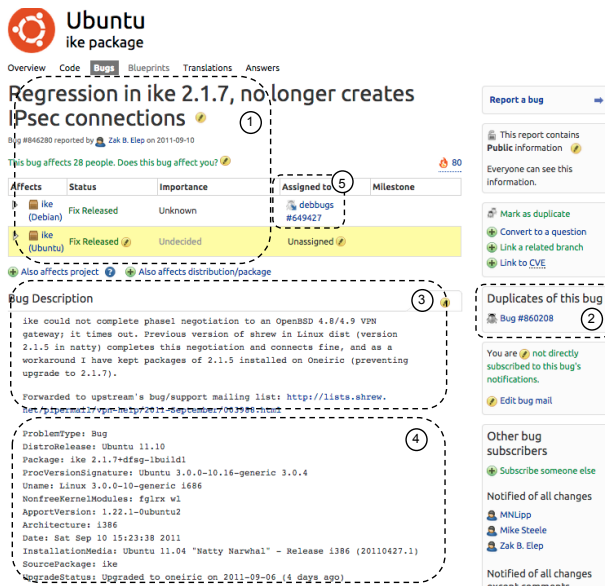 Ubuntu
ike package
Overview Code Bugs Blueprints Translations Answers
Regression in ike 2.1.7, no longer creates
IPsec connections
1
Bug #846280 reported by Zak B. Elep on 2011-09-10
This bug affects 28 people. Does this bug affect you?
80
Affects Status Importance Assigned to Milestone
5
ike (Debian) Fix Released Unknown debbugs #649427
ike (Ubuntu) Fix Released Undecided Unassigned
Also affects project ? Also affects distribution/package
Bug Description
3
ike could not complete phase1 negotiation to an OpenBSD 4.8/4.9 VPN
gateway; it times out. Previous version of shrew in Linux dist (version
2.1.5 in natty) completes this negotiation and connects fine, and as a
workaround I have kept packages of 2.1.5 installed on Oneiric (preventing
upgrade to 2.1.7).
Forwarded to upstream's bug/support mailing list: http://lists.shrew.
net/pipermail/vpn-help/2011-September/003980.html
4
ProblemType: Bug
DistroRelease: Ubuntu 11.10
Package: ike 2.1.7+dfsg-1build1
ProcVersionSignature: Ubuntu 3.0.0-10.16-generic 3.0.4
Uname: Linux 3.0.0-10-generic i686
NonfreeKernelModules: fglrx wl
ApportVersion: 1.22.1-0ubuntu2
Architecture: i386
Date: Sat Sep 10 15:23:38 2011
InstallationMedia: Ubuntu 11.04 "Natty Narwhal" - Release i386 (20110427.1)
SourcePackage: ike
UpgradeStatus: Upgraded to oneiric on 2011-09-06 (4 days ago)
Report a bug
This report contains
Public information
Everyone can see this
information.
Mark as duplicate
Convert to a question
Link a related branch
Link to CVE
Duplicates of this bug
Bug #860208
2
You are not directly
subscribed to this bug's
notifications.
Edit bug mail
Other bug
subscribers
Subscribe someone else
Notified of all changes
MNLipp
Mike Steele
Zak B. Elep
Notified of all changes
except comments